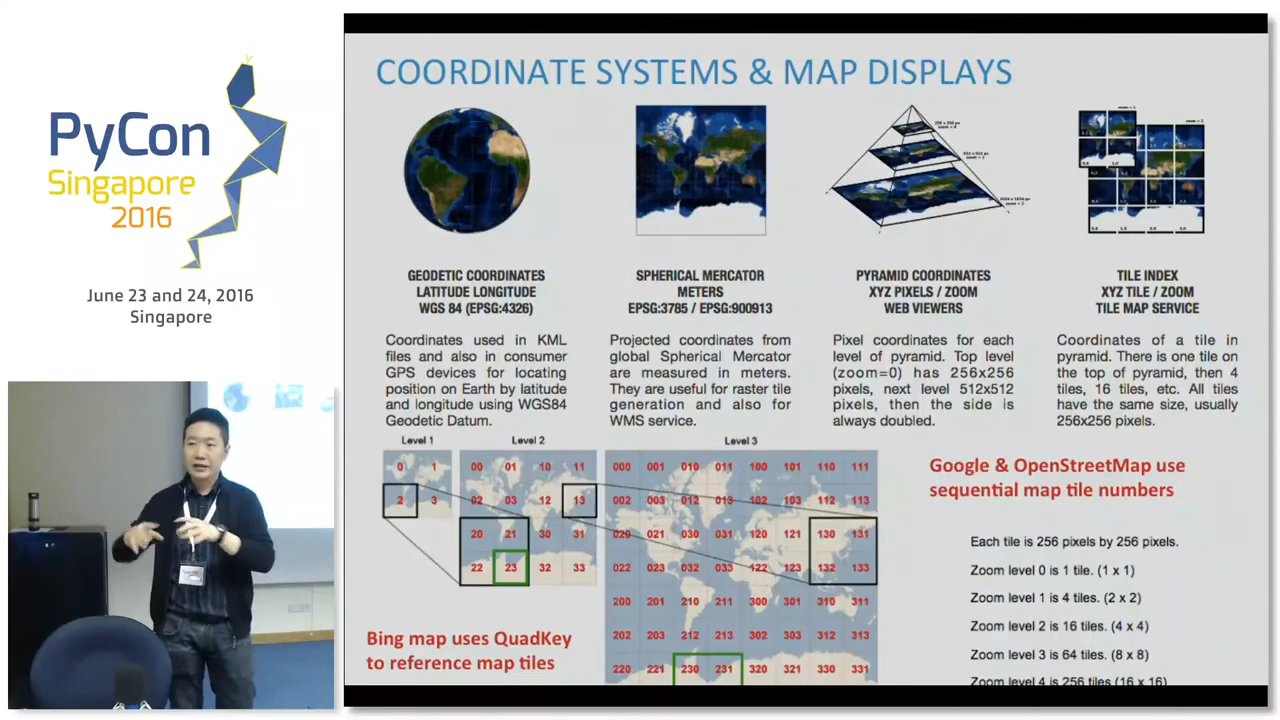 PyCon
Singapore
2016
June 23 and 24, 2016
Singapore
COORDINATE SYSTEMS & MAP DISPLAYS
GEODETIC COORDINATES
LATITUDE LONGITUDE
WGS 84 (EPSG:4326)
Coordinates used in KML
files and also in consumer
GPS devices for locating
position on Earth by latitude
and longitude using WGS84
Geodetic Datum.
SPHERICAL MERCATOR
METERS
EPSG:3785 / EPSG:900913
Projected coordinates from
global Spherical Mercator
are measured in meters.
They are useful for raster tile
generation and also for
WMS service.
PYRAMID COORDINATES
XYZ PIXELS / ZOOM
WEB VIEWERS
Pixel coordinates for each
level of pyramid. Top level
(zoom=0) has 256x256
pixels, next level 512x512
pixels, then the side is
always doubled.
TILE INDEX
XYZ TILE / ZOOM
TILE MAP SERVICE
Coordinates of a tile in
pyramid. There is one tile on
the top of pyramid, then 4
tiles, 16 tiles, etc. All tiles
have the same size, usually
256x256 pixels.
Level 1
0 1
2 3
Level 2
00 01 10 11
02 03 12 13
20 21 30 31
22 23 32 33
Level 3
000 001 010 011 100 101 110 111
002 003 012 013 102 103 112 113
020 021 030 031 120 121 130 131
022 023 032 033 122 123 132 133
200 201 210 211 300 301 310 311
202 203 212 213 302 303 312 313
220 221 230 231 320 321 330 331
Bing map uses QuadKey
to reference map tiles
Google & OpenStreetMap use
sequential map tile numbers
Each tile is 256 pixels by 256 pixels.
Zoom level 0 is 1 tile. (1 x 1)
Zoom level 1 is 4 tiles. (2 x 2)
Zoom level 2 is 16 tiles. (4 x 4)
Zoom level 3 is 64 tiles. (8 x 8)
Zoom level 4 is 256 tiles (16 x 16)